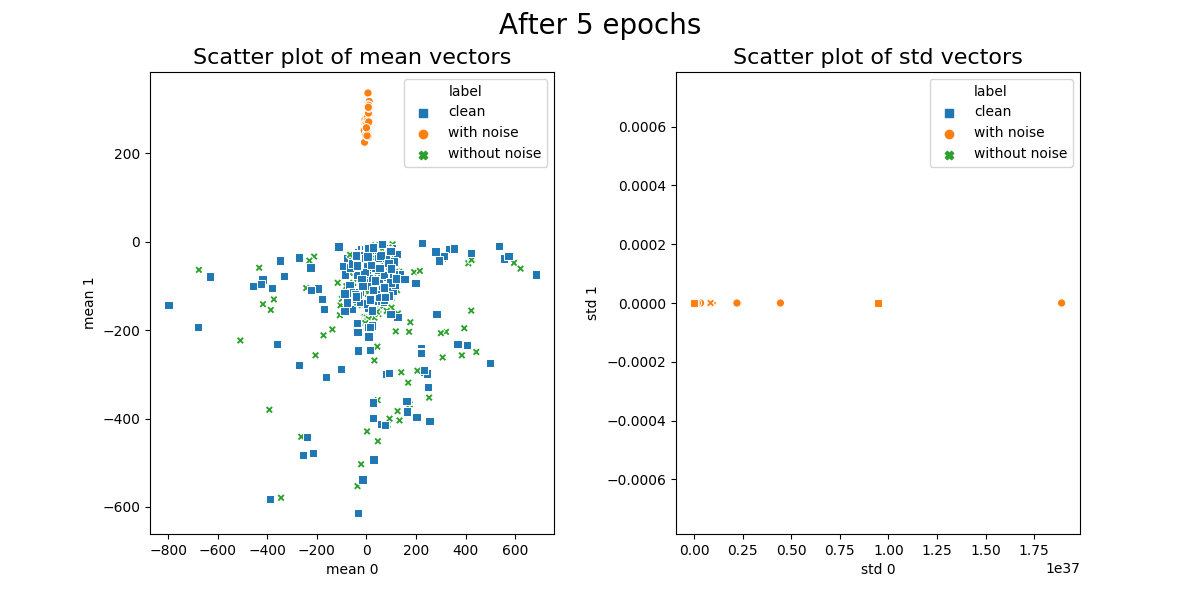 After 5 epochs
Scatter plot of mean vectors
label
clean
with noise
without noise
200
0
−200
−400
−600
mean 1
−800
−600
−400
−200
0
200
400
600
mean 0
Scatter plot of std vectors
label
clean
with noise
without noise
0.0006
0.0004
0.0002
0.0000
−0.0002
−0.0004
−0.0006
std 1
0.00
0.25
0.50
0.75
1.00
1.25
1.50
1.75
1e37
std 0